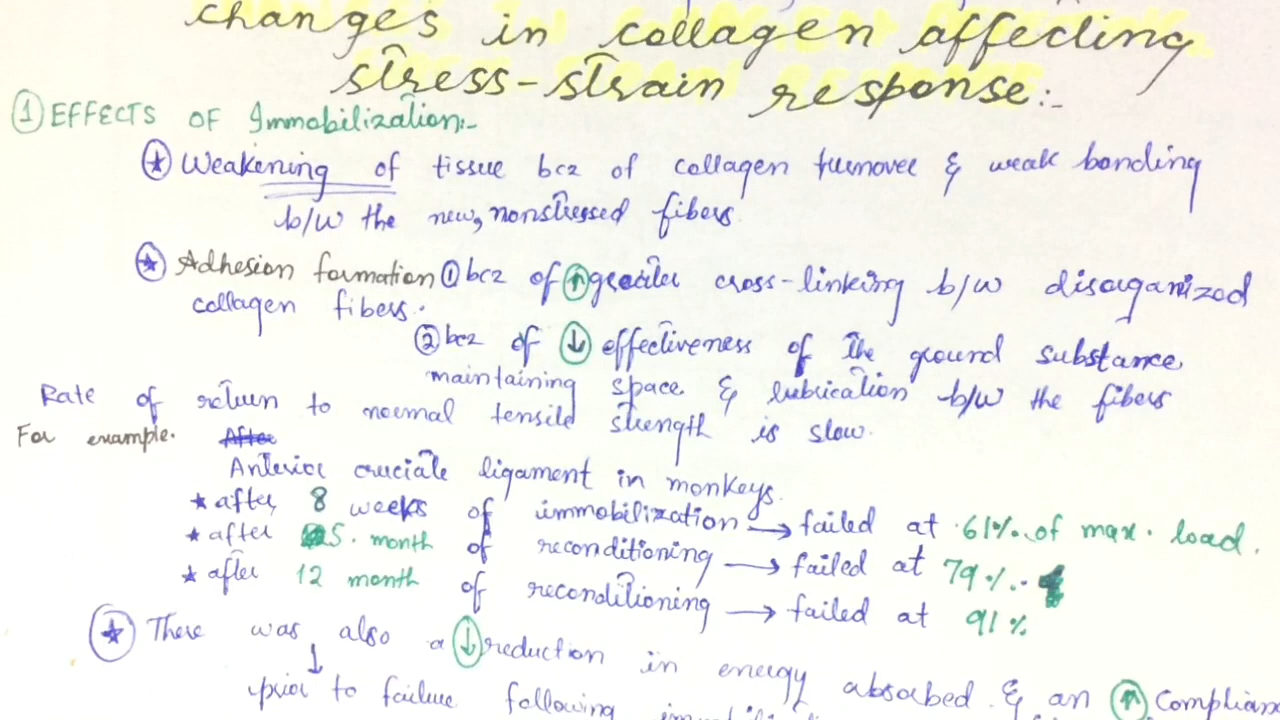 changes in collagen affecting
stress-strain response:-
① EFFECTS OF Immobilization:-
★ Weakening of tissue bcz of collagen turnover & weak bonding
b/w the new, nonstressed fibers
★ Adhesion formation ① bcz of ↑ greater cross-linking b/w disorganized
collagen fibers.
② bcz of ↓ effectiveness of the ground substance
maintaining space & lubrication b/w the fibers
Rate of return to normal tensile strength is slow.
For example. After
Anterior cruciate ligament in monkeys.
★ after 8 weeks of immobilization → failed at 61% of max. load.
★ after 5. month of reconditioning → failed at 79%.
★ after 12 month of reconditioning → failed at 91%
★ There was also a ↓ reduction in energy absorbed & an ↑ Complian
↓ prior to failure following